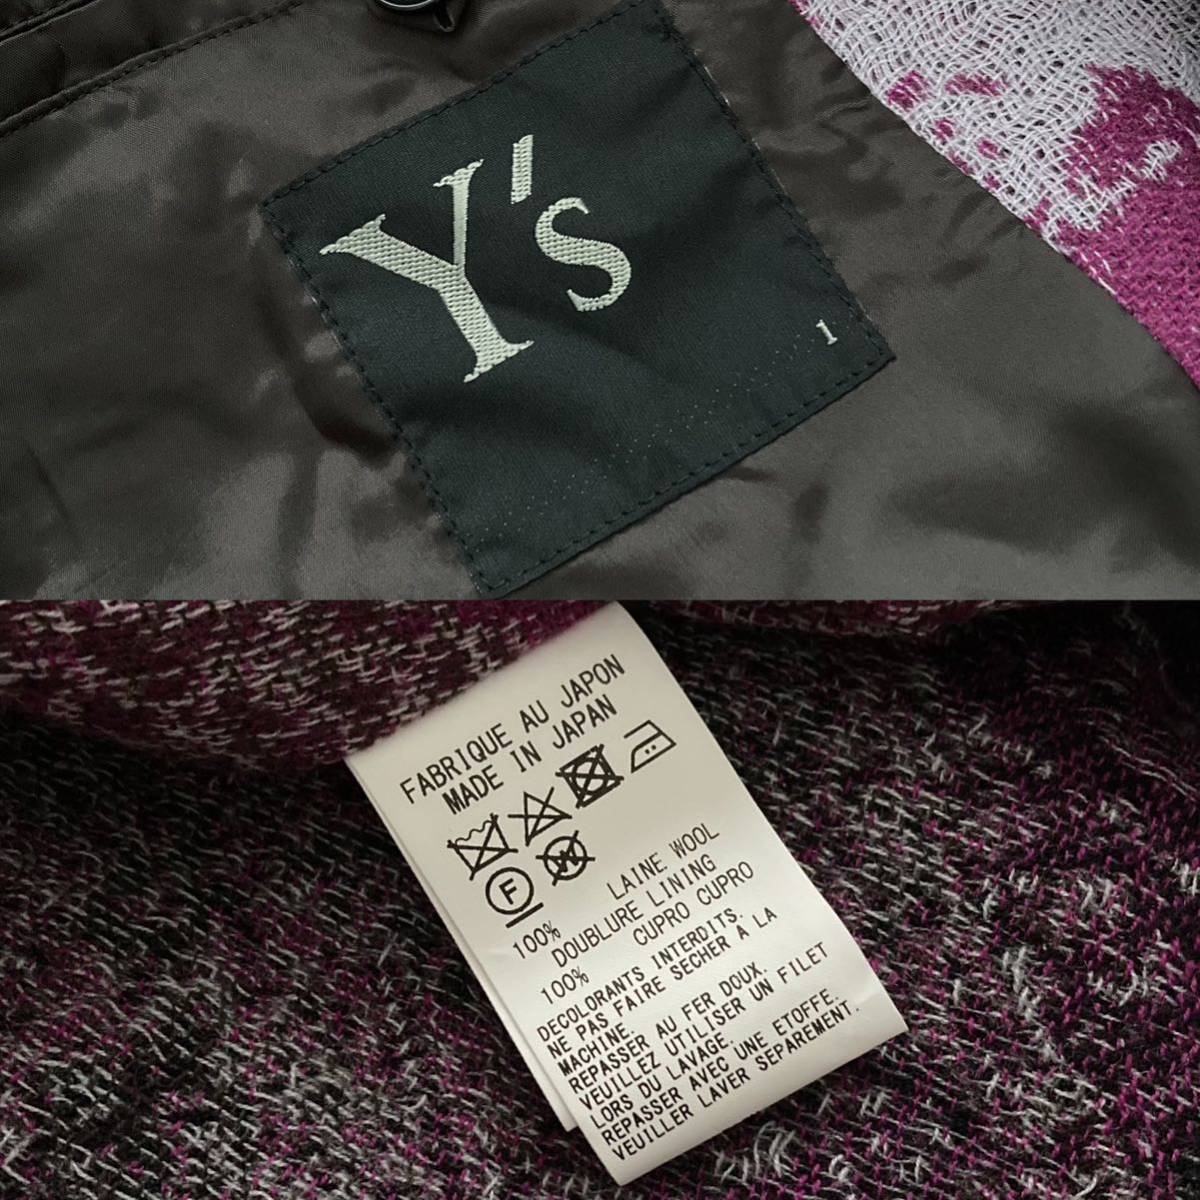 Y's
1
FABRIQUE AU JAPON
MADE IN JAPAN
F
W
LAINE WOOL
100%
DOUBLURE LINING
CUPRO CUPRO
100%
DECOLORANTS INTERDITS.
NE PAS FAIRE SECHER A LA
MACHINE.
REPASSER AU FER DOUX.
VEUILLEZ UTILISER UN FILET
LORS DU LAVAGE.
REPASSER AVEC UNE ETOFFE.
VEUILLER LAVER SEPAREMENT.